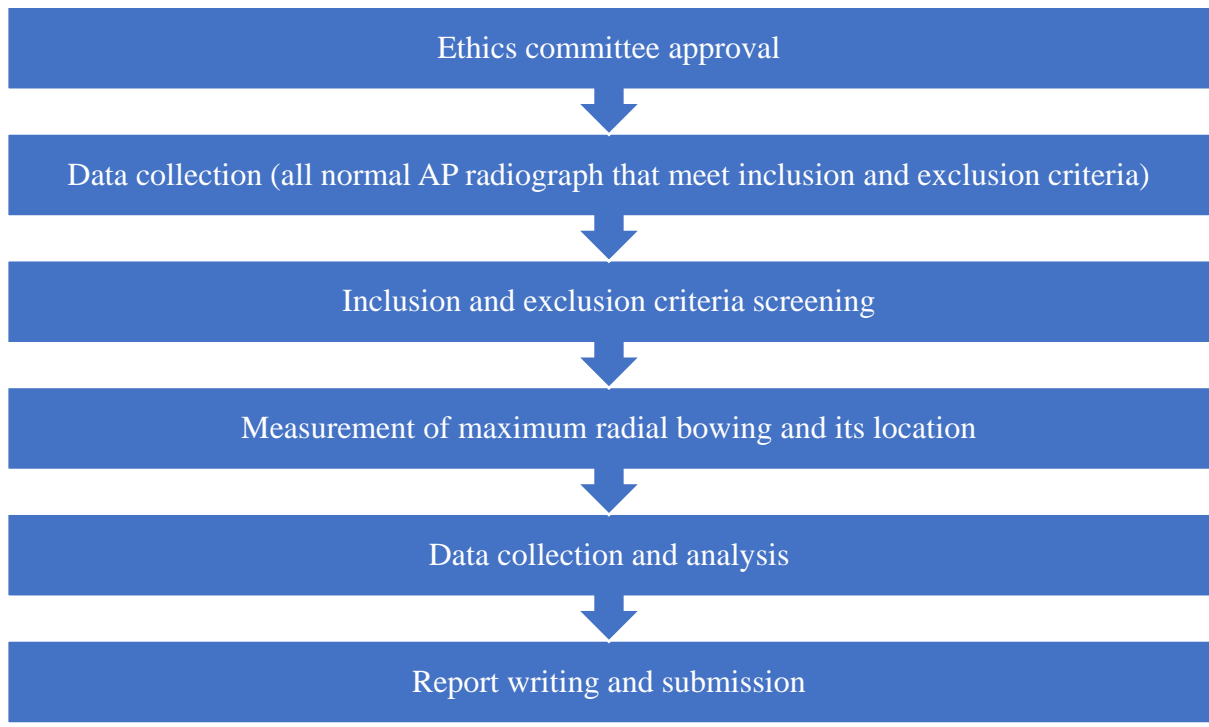 Ethics committee approval
Data collection (all normal AP radiograph that meet inclusion and exclusion criteria)
Inclusion and exclusion criteria screening
Measurement of maximum radial bowing and its location
Data collection and analysis
Report writing and submission